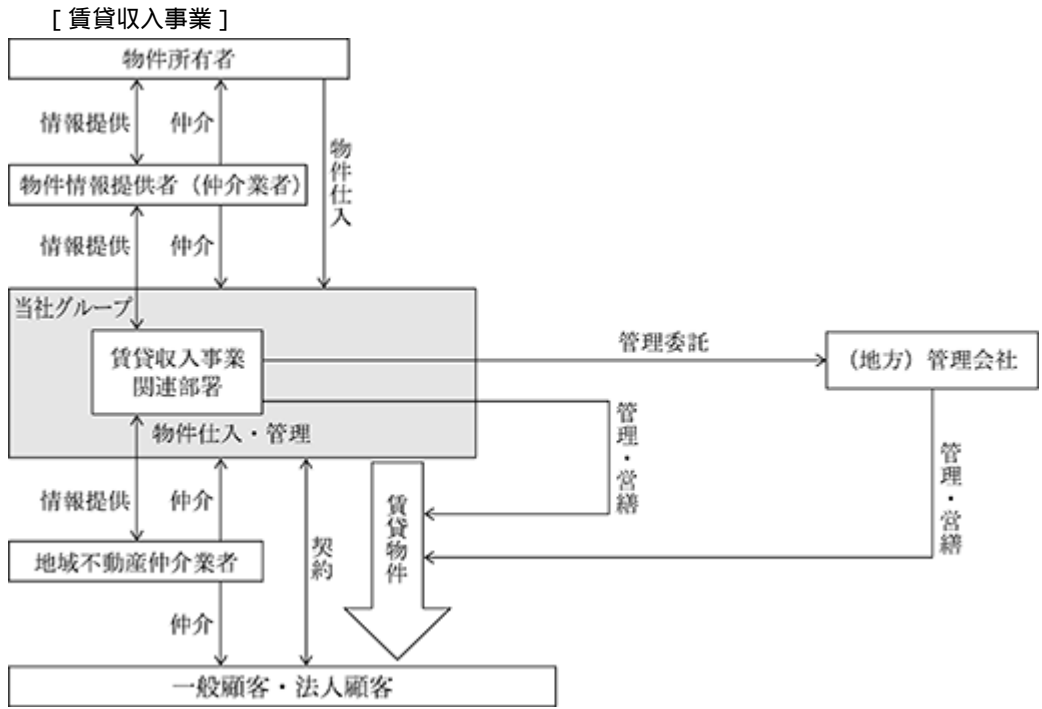 ［賃貸収入事業］
物件所有者
情報提供
仲介
物件仕入
物件情報提供者（仲介業者）
情報提供
仲介
当社グループ
賃貸収入事業
関連部署
物件仕入・管理
管理委託
（地方）管理会社
管理・営繕
管理・営繕
情報提供
仲介
契約
賃貸物件
地域不動産仲介業者
仲介
一般顧客・法人顧客